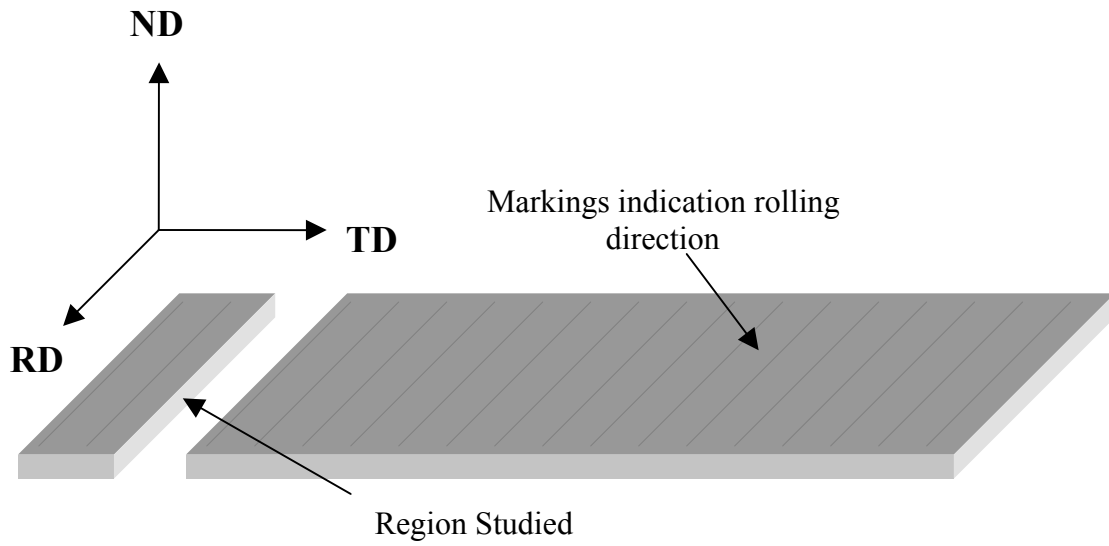 ND
TD
RD
Markings indication rolling
direction
Region Studied